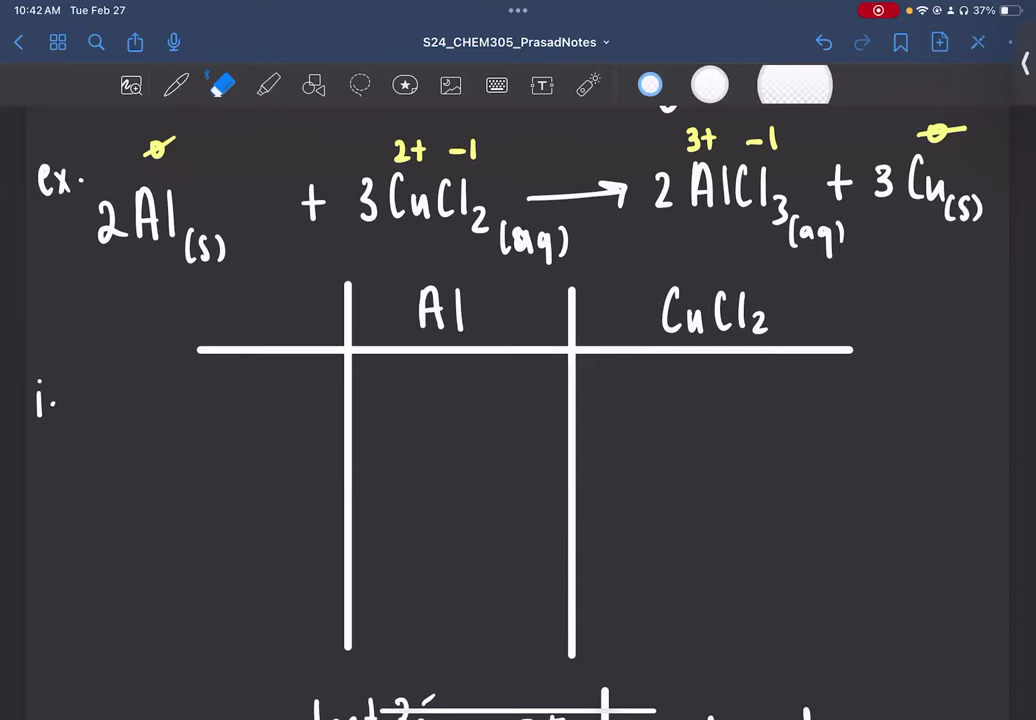 10:42 AM Tue Feb 27
37%
S24_CHEM305_PrasadNotes
0 2+ -1 3+ -1 0
ex. 2Al(s) + 3CuCl2(aq) → 2AlCl3(aq) + 3Cu(s)
Al CuCl2
i.